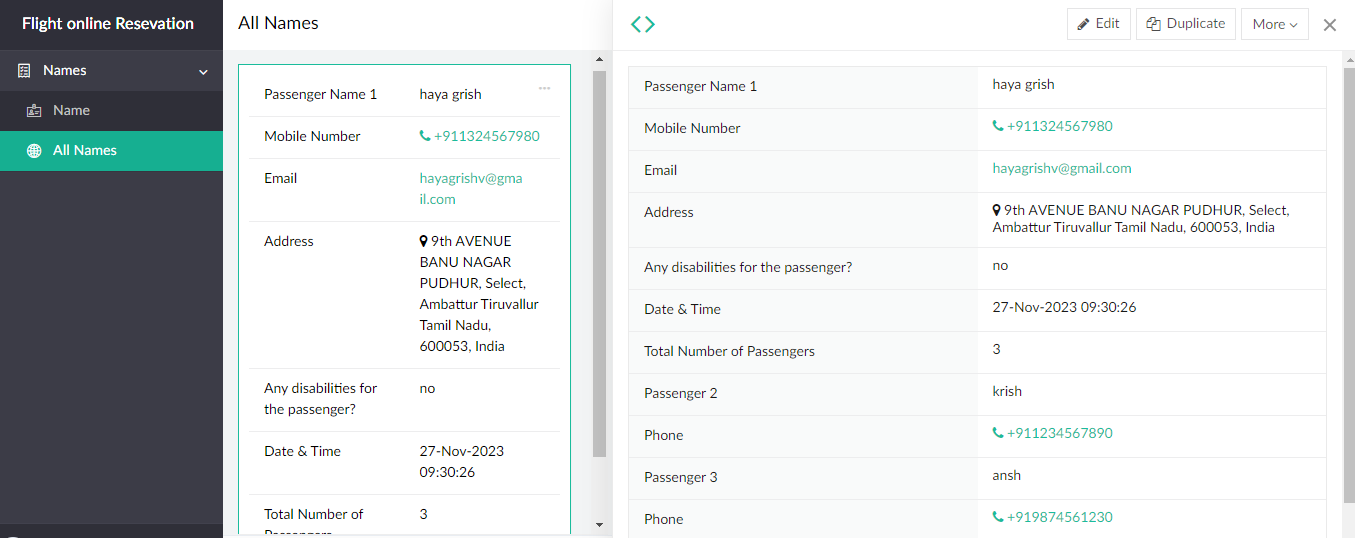 Flight online Resevation
Names
Name
All Names
All Names
Passenger Name 1 haya grish
Mobile Number +911324567980
Email hayagrishv@gma
il.com
Address 9th AVENUE
BANU NAGAR
PUDHUR, Select,
Ambattur Tiruvallur
Tamil Nadu,
600053, India
Any disabilities for no
the passenger?
Date & Time 27-Nov-2023
09:30:26
Total Number of 3
Passengers
Edit Duplicate More
Passenger Name 1 haya grish
Mobile Number +911324567980
Email hayagrishv@gmail.com
Address 9th AVENUE BANU NAGAR PUDHUR, Select,
Ambattur Tiruvallur Tamil Nadu, 600053, India
Any disabilities for the passenger? no
Date & Time 27-Nov-2023 09:30:26
Total Number of Passengers 3
Passenger 2 krish
Phone +911234567890
Passenger 3 ansh
Phone +919874561230